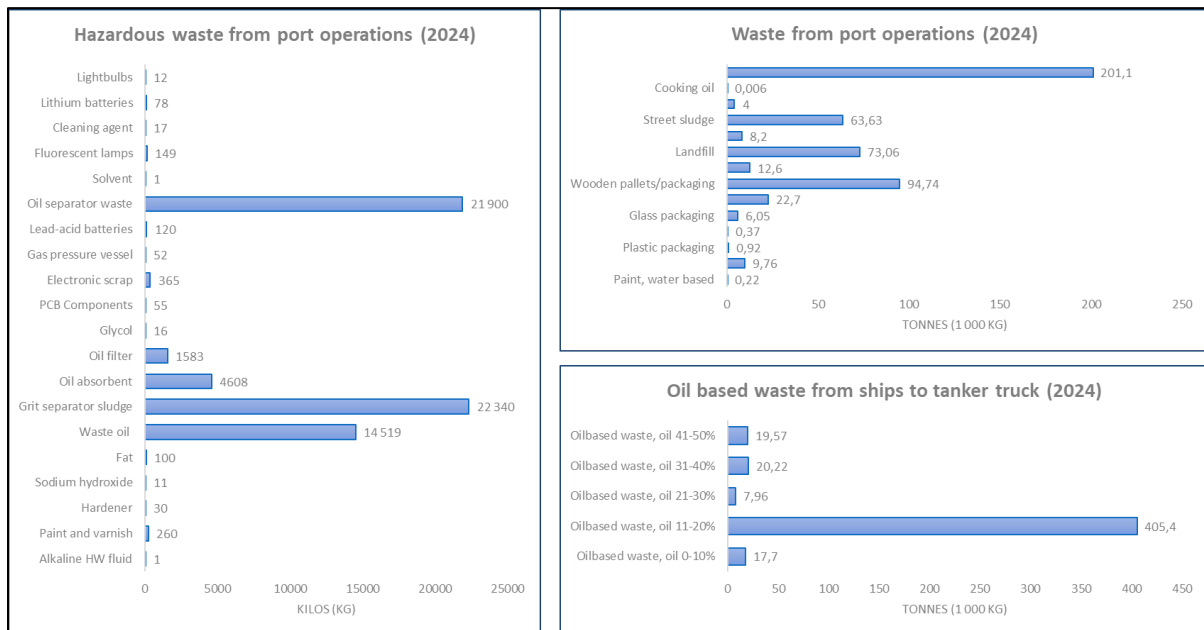 Hazardous waste from port operations (2024)
Lightbulbs 12
Lithium batteries 78
Cleaning agent 17
Fluorescent lamps 149
Solvent 1
Oil separator waste 21 900
Lead-acid batteries 120
Gas pressure vessel 52
Electronic scrap 365
PCB Components 55
Glycol 16
Oil filter 1583
Oil absorbent 4608
Grit separator sludge 22 340
Waste oil 14 519
Fat 100
Sodium hydroxide 11
Hardener 30
Paint and varnish 260
Alkaline HW fluid 1
0 5000 10000 15000 20000 25000
KILOS (KG)
Waste from port operations (2024)
201,1
Cooking oil 0,006
4
Street sludge 63,63
8,2
Landfill 73,06
12,6
Wooden pallets/packaging 94,74
22,7
Glass packaging 6,05
0,37
Plastic packaging 0,92
9,76
Paint, water based 0,22
0 50 100 150 200 250
TONNES (1 000 KG)
Oil based waste from ships to tanker truck (2024)
Oilbased waste, oil 41-50% 19,57
Oilbased waste, oil 31-40% 20,22
Oilbased waste, oil 21-30% 7,96
Oilbased waste, oil 11-20% 405,4
Oilbased waste, oil 0-10% 17,7
0 50 100 150 200 250 300 350 400 450
TONNES (1 000 KG)